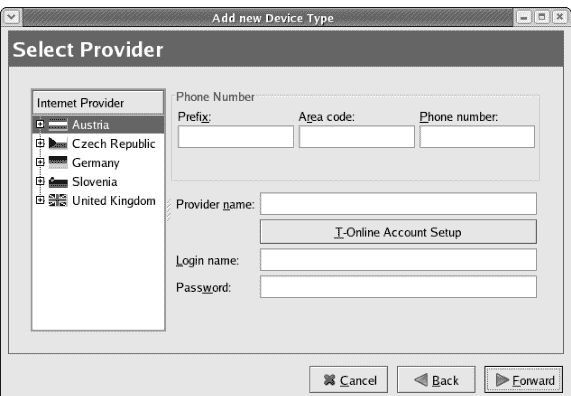 Add new Device Type
Select Provider
Internet Provider
Austria
Czech Republic
Germany
Slovenia
United Kingdom
Phone Number
Prefix: Area code: Phone number:
Provider name:
T-Online Account Setup
Login name:
Password:
Cancel Back Forward